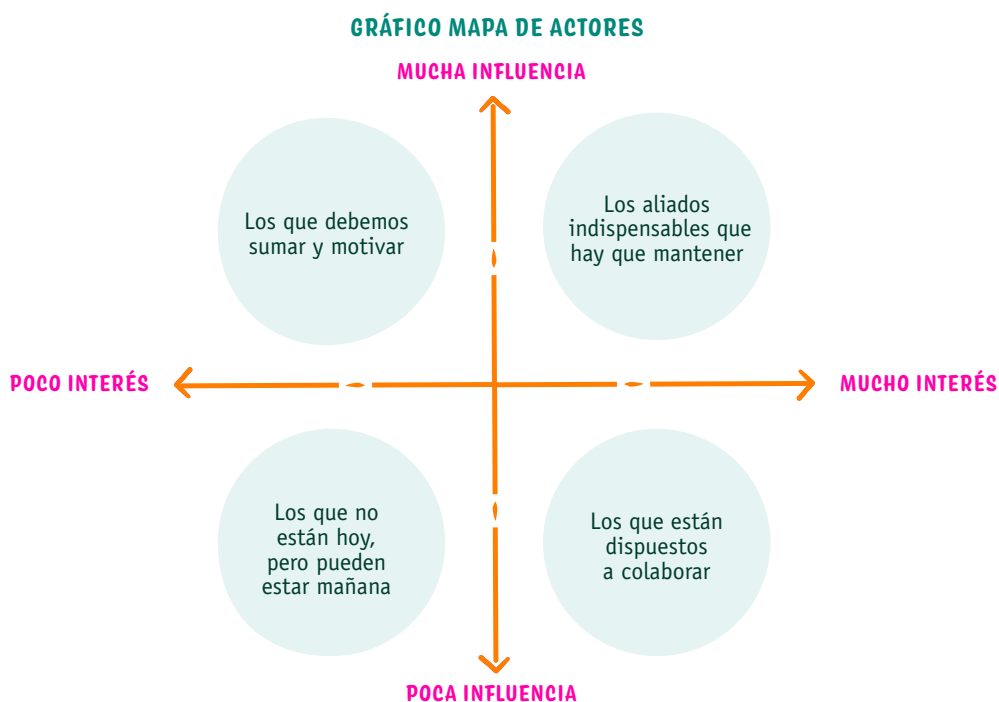 GRÁFICO MAPA DE ACTORES
MUCHA INFLUENCIA
Los que debemos
sumar y motivar
Los aliados
indispensables que
hay que mantener
POCO INTERÉS
MUCHO INTERÉS
Los que no
están hoy,
pero pueden
estar mañana
Los que están
dispuestos
a colaborar
POCA INFLUENCIA